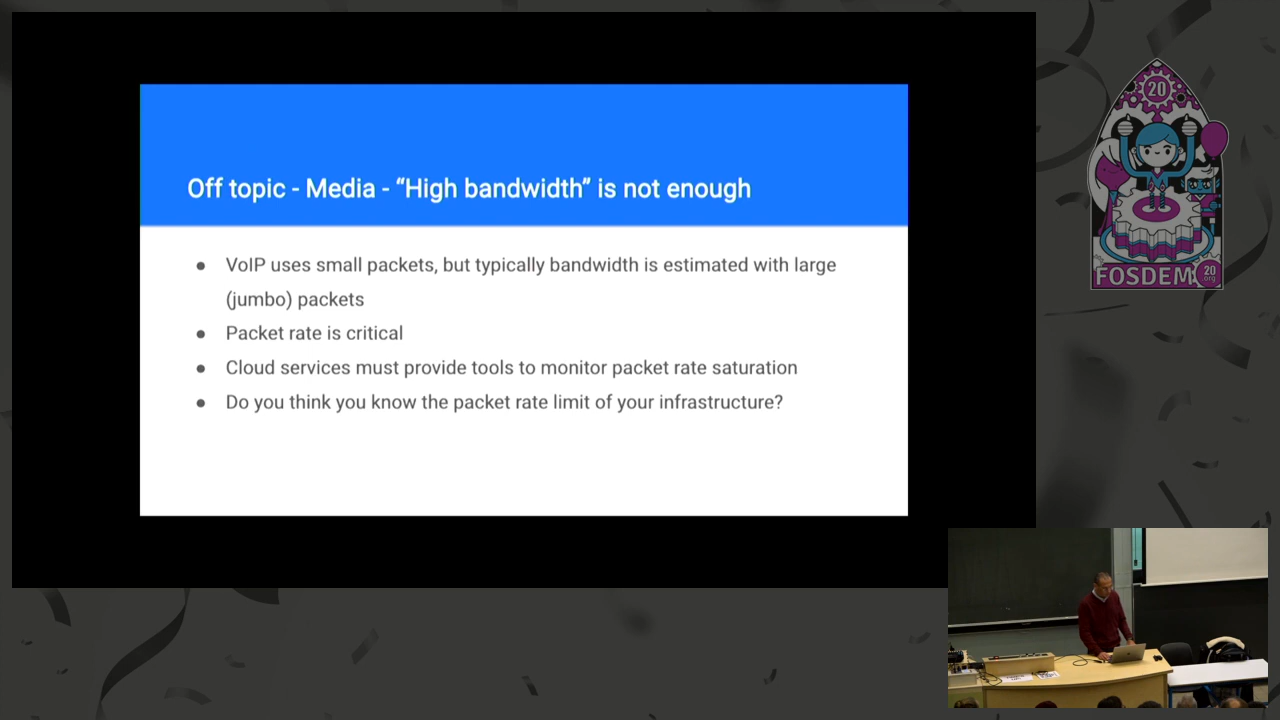 Off topic - Media - “High bandwidth” is not enough
● VoIP uses small packets, but typically bandwidth is estimated with large
(jumbo) packets
● Packet rate is critical
● Cloud services must provide tools to monitor packet rate saturation
● Do you think you know the packet rate limit of your infrastructure?
20
FOSDEM
20
.org